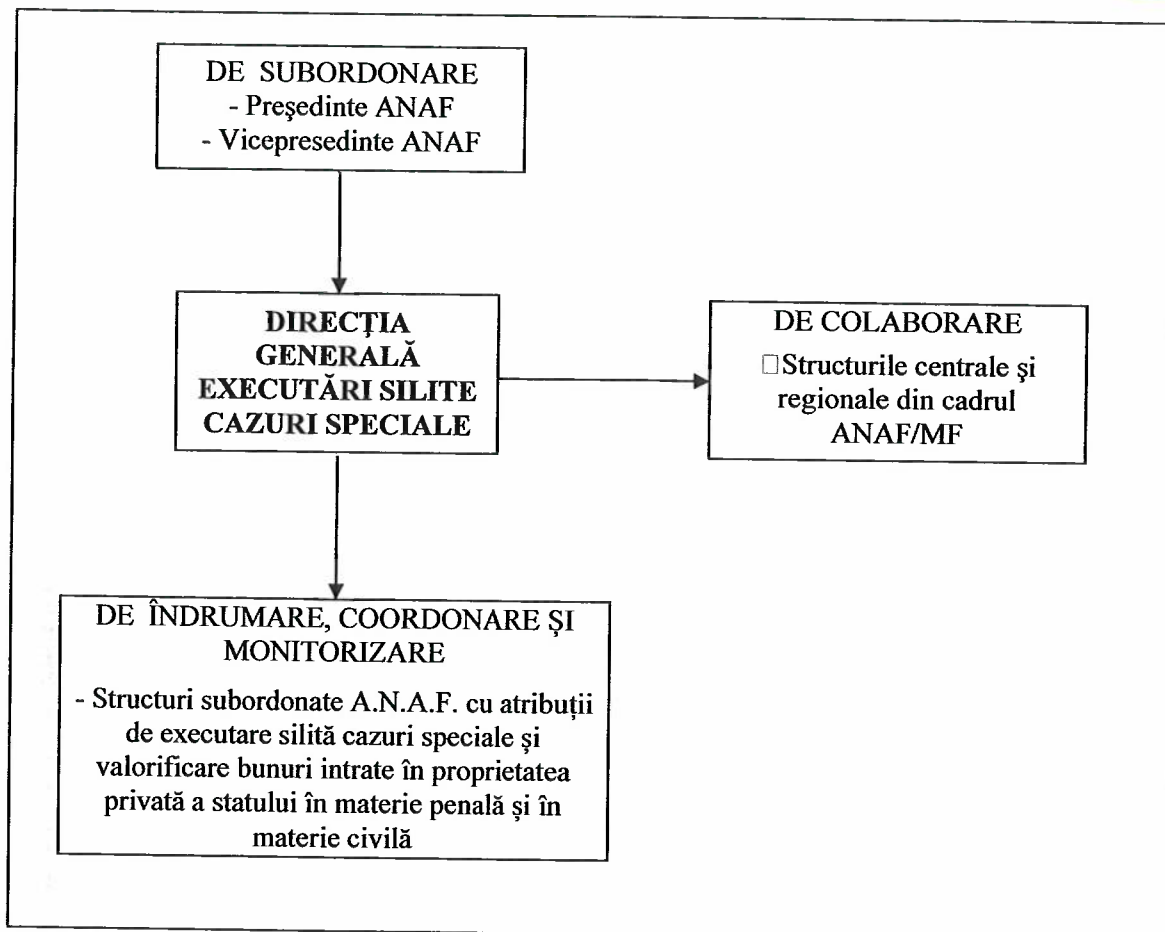 DE SUBORDONARE
- Preşedinte ANAF
- Vicepresedinte ANAF
DIRECȚIA
GENERALĂ
EXECUTĂRI SILITE
CAZURI SPECIALE
DE COLABORARE
□Structurile centrale şi
regionale din cadrul
ANAF/MF
DE ÎNDRUMARE, COORDONARE ŞI
MONITORIZARE
- Structuri subordonate A.N.A.F. cu atribuții
de executare silită cazuri speciale şi
valorificare bunuri intrate în proprietatea
privată a statului în materie penală și în
materie civilă